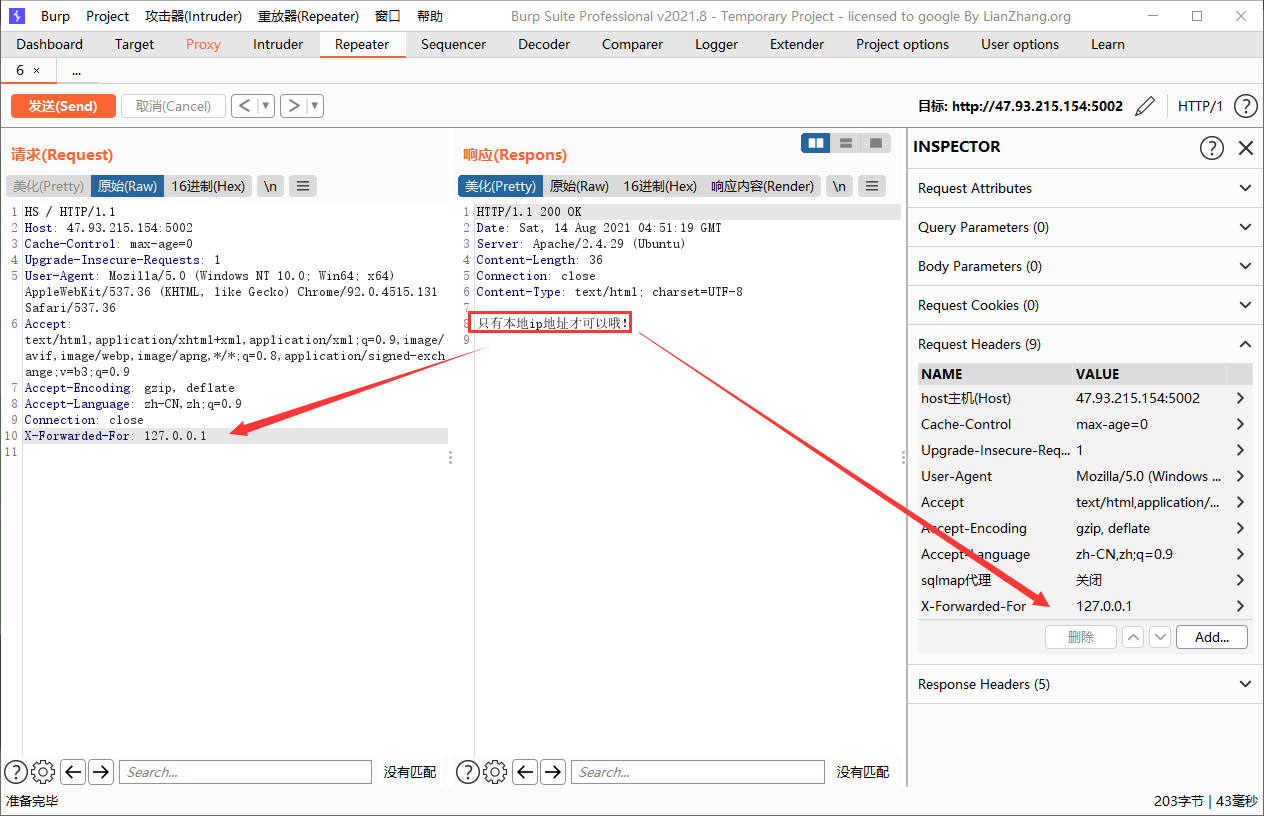 Burp Project 攻击器(Intruder) 重放器(Repeater) 窗口 帮助 Burp Suite Professional v2021.8 - Temporary Project - licensed to google By LianZhang.org
Dashboard Target Proxy Intruder Repeater Sequencer Decoder Comparer Logger Extender Project options User options Learn
6 × ...
发送(Send) 取消(Cancel) < ▼ > ▼ 目标: http://47.93.215.154:5002 HTTP/1 ?
请求(Request)
美化(Pretty) 原始(Raw) 16进制(Hex) \n
1 HS / HTTP/1.1
2 Host: 47.93.215.154:5002
3 Cache-Control: max-age=0
4 Upgrade-Insecure-Requests: 1
5 User-Agent: Mozilla/5.0 (Windows NT 10.0; Win64; x64)
AppleWebKit/537.36 (KHTML, like Gecko) Chrome/92.0.4515.131
Safari/537.36
6 Accept:
text/html,application/xhtml+xml,application/xml;q=0.9,image/
avif,image/webp,image/apng,*/*;q=0.8,application/signed-exch
ange;v=b3;q=0.9
7 Accept-Encoding: gzip, deflate
8 Accept-Language: zh-CN,zh;q=0.9
9 Connection: close
10 X-Forwarded-For: 127.0.0.1
11
? Search... 没有匹配
响应(Respons)
美化(Pretty) 原始(Raw) 16进制(Hex) 响应内容(Render) \n
1 HTTP/1.1 200 OK
2 Date: Sat, 14 Aug 2021 04:51:19 GMT
3 Server: Apache/2.4.29 (Ubuntu)
4 Content-Length: 36
5 Connection: close
6 Content-Type: text/html; charset=UTF-8
7
8 只有本地ip地址才可以哦!
9
? Search... 没有匹配
INSPECTOR ?
Request Attributes
Query Parameters (0)
Body Parameters (0)
Request Cookies (0)
Request Headers (9)
NAME VALUE
host主机(Host) 47.93.215.154:5002
Cache-Control max-age=0
Upgrade-Insecure-Req... 1
User-Agent Mozilla/5.0 (Windows ...
Accept text/html,application/...
Accept-Encoding gzip, deflate
Accept-Language zh-CN,zh;q=0.9
sqlmap代理 关闭
X-Forwarded-For 127.0.0.1
删除 Add...
Response Headers (5)
准备完毕 203字节 | 43毫秒